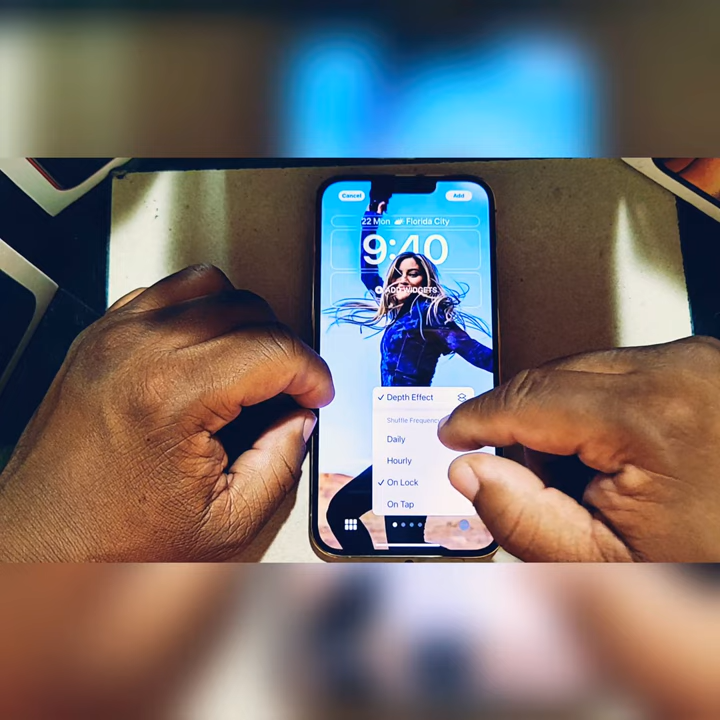 Cancel
Add
22 Mon Florida City
9:40
ADD WIDGETS
Depth Effect
Shuffle Frequency
Daily
Hourly
On Lock
On Tap